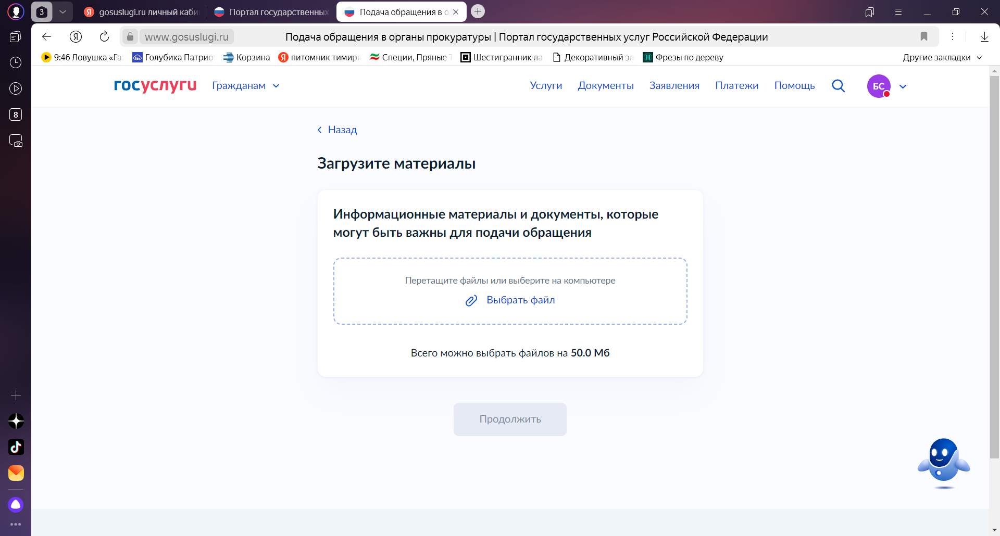 3
gosuslugi.ru личный каби
Портал государственных
Подача обращения в о
www.gosuslugi.ru
Подача обращения в органы прокуратуры | Портал государственных услуг Российской Федерации
9:46 Ловушка «Га
Голубика Патрио
Корзина
питомник тимиря
Специи, Пряные
Шестигранник ла
Декоративный эл
Фрезы по дереву
Другие закладки
8
госуслуги
Гражданам
Услуги
Документы
Заявления
Платежи
Помощь
БС
Назад
Загрузите материалы
Информационные материалы и документы, которые
могут быть важны для подачи обращения
Перетащите файлы или выберите на компьютере
Выбрать файл
Всего можно выбрать файлов на 50.0 Мб
Продолжить